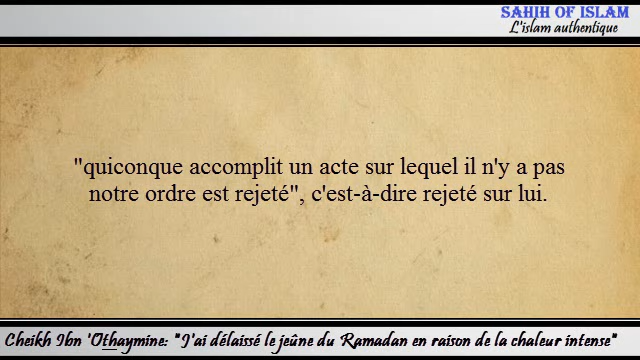 SAHIH OF ISLAM
L'islam authentique
"quiconque accomplit un acte sur lequel il n'y a pas
notre ordre est rejeté", c'est-à-dire rejeté sur lui.
Cheikh Ibn 'Othaymine: "J'ai délaissé le jeûne du Ramadan en raison de la chaleur intense"